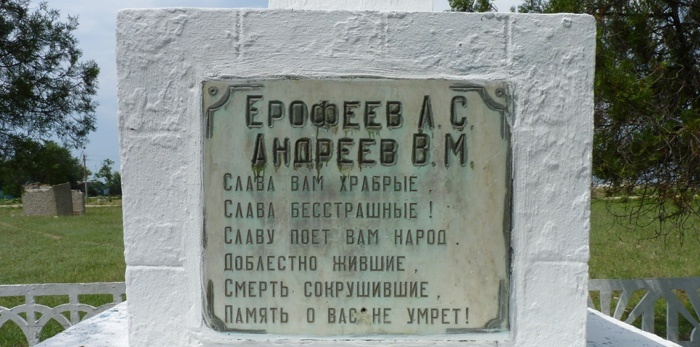 ЕРОФЕЕВ Л. С.
АНДРЕЕВ В. М.
СЛАВА ВАМ ХРАБРЫЕ,
СЛАВА БЕССТРАШНЫЕ!
СЛАВУ ПОЕТ ВАМ НАРОД.
ДОБЛЕСТНО ЖИВШИЕ,
СМЕРТЬ СОКРУШИВШИЕ,
ПАМЯТЬ О ВАС НЕ УМРЕТ!